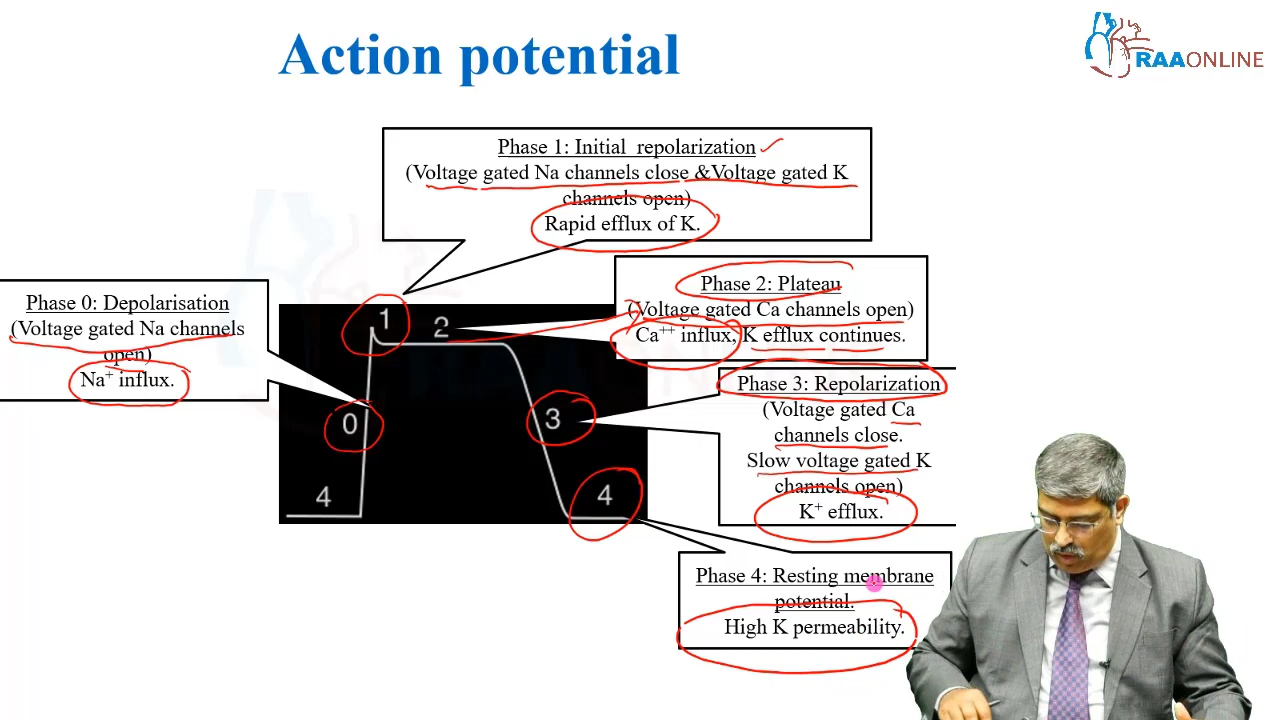 Action potential
RAAONLINE
Phase 1: Initial repolarization
(Voltage gated Na channels close &Voltage gated K
channels open)
Rapid efflux of K.
Phase 0: Depolarisation
(Voltage gated Na channels
open)
Na⁺ influx.
Phase 2: Plateau
(Voltage gated Ca channels open)
Ca⁺⁺ influx, K efflux continues.
1
2
Phase 3: Repolarization
(Voltage gated Ca
channels close.
Slow voltage gated K
channels open)
K⁺ efflux.
0
3
4
4
Phase 4: Resting membrane
potential.
High K permeability.